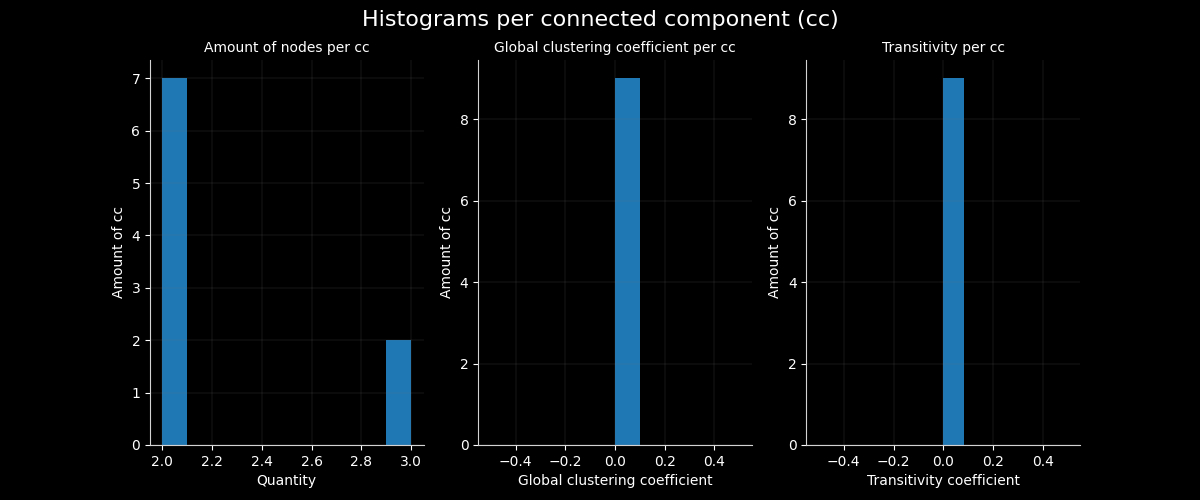 Histograms per connected component (cc)
Amount of nodes per cc
Global clustering coefficient per cc
Transitivity per cc
7
6
5
4
3
2
1
0
Amount of cc
2.0 2.2 2.4 2.6 2.8 3.0
Quantity
8
6
4
2
0
Amount of cc
−0.4 −0.2 0.0 0.2 0.4
Global clustering coefficient
8
6
4
2
0
Amount of cc
−0.4 −0.2 0.0 0.2 0.4
Transitivity coefficient